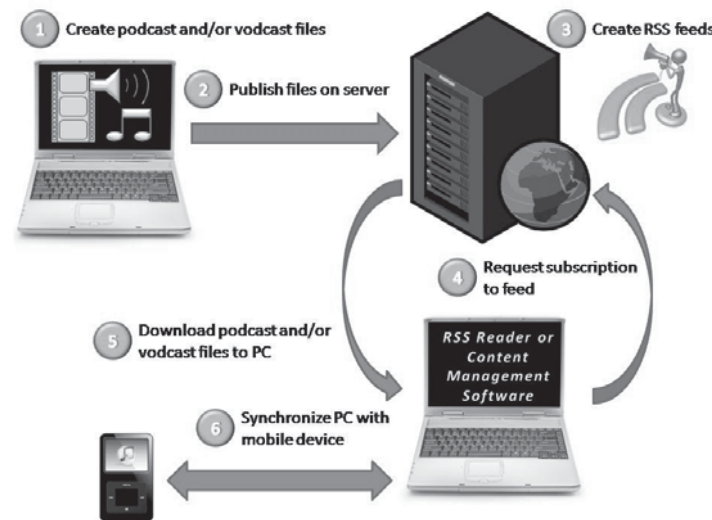 1 Create podcast and/or vodcast files
2 Publish files on server
3 Create RSS feeds
4 Request subscription
to feed
5 Download podcast and/or
vodcast files to PC
RSS Reader or
Content
Management
Software
6 Synchronize PC with
mobile device